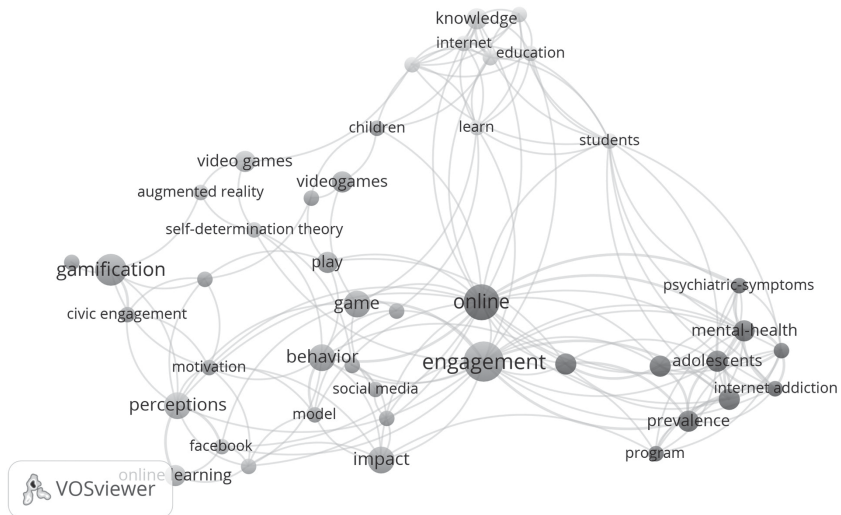 knowledge
internet
education
children
learn
students
video games
videogames
augmented reality
self-determination theory
play
gamification
psychiatric-symptoms
game
online
civic engagement
mental-health
behavior
engagement
adolescents
motivation
social media
internet addiction
perceptions
model
prevalence
facebook
program
impact
online learning
VOSviewer